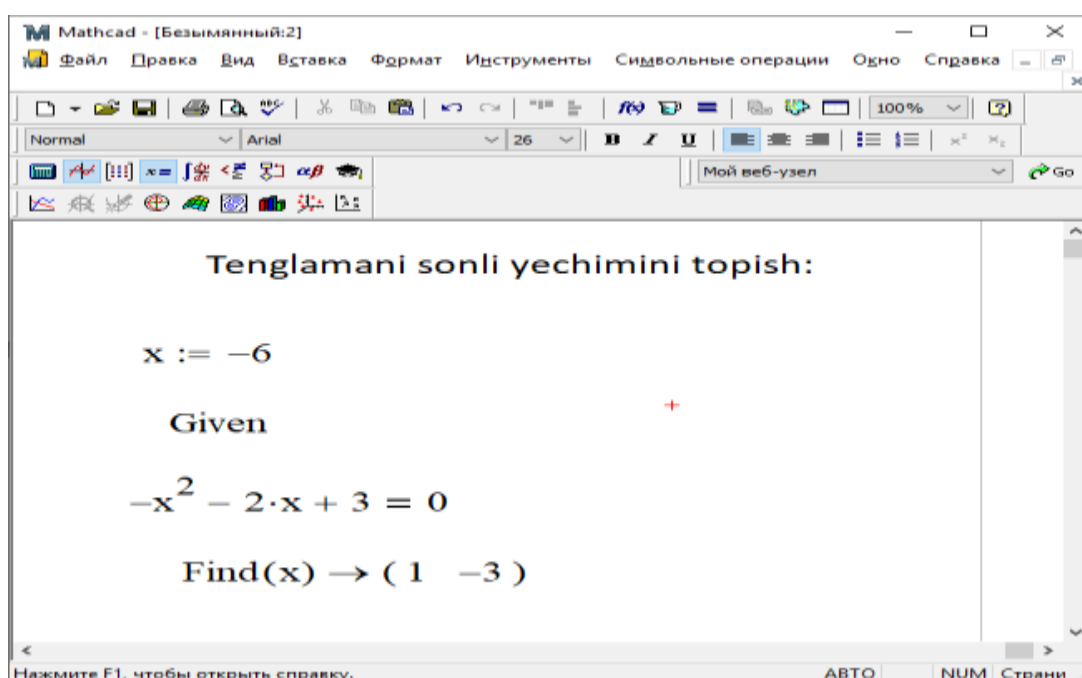 Mathcad - [Безымянный:2]
Файл Правка Вид Вставка Формат Инструменты Символьные операции Окно Справка
100%
Normal Arial 26 B I U
Мой веб-узел Go
Tenglamani sonli yechimini topish:
x := −6
Given
−x² − 2·x + 3 = 0
Find(x) → ( 1 −3 )
Нажмите F1, чтобы открыть справку. АВТО NUM Страни